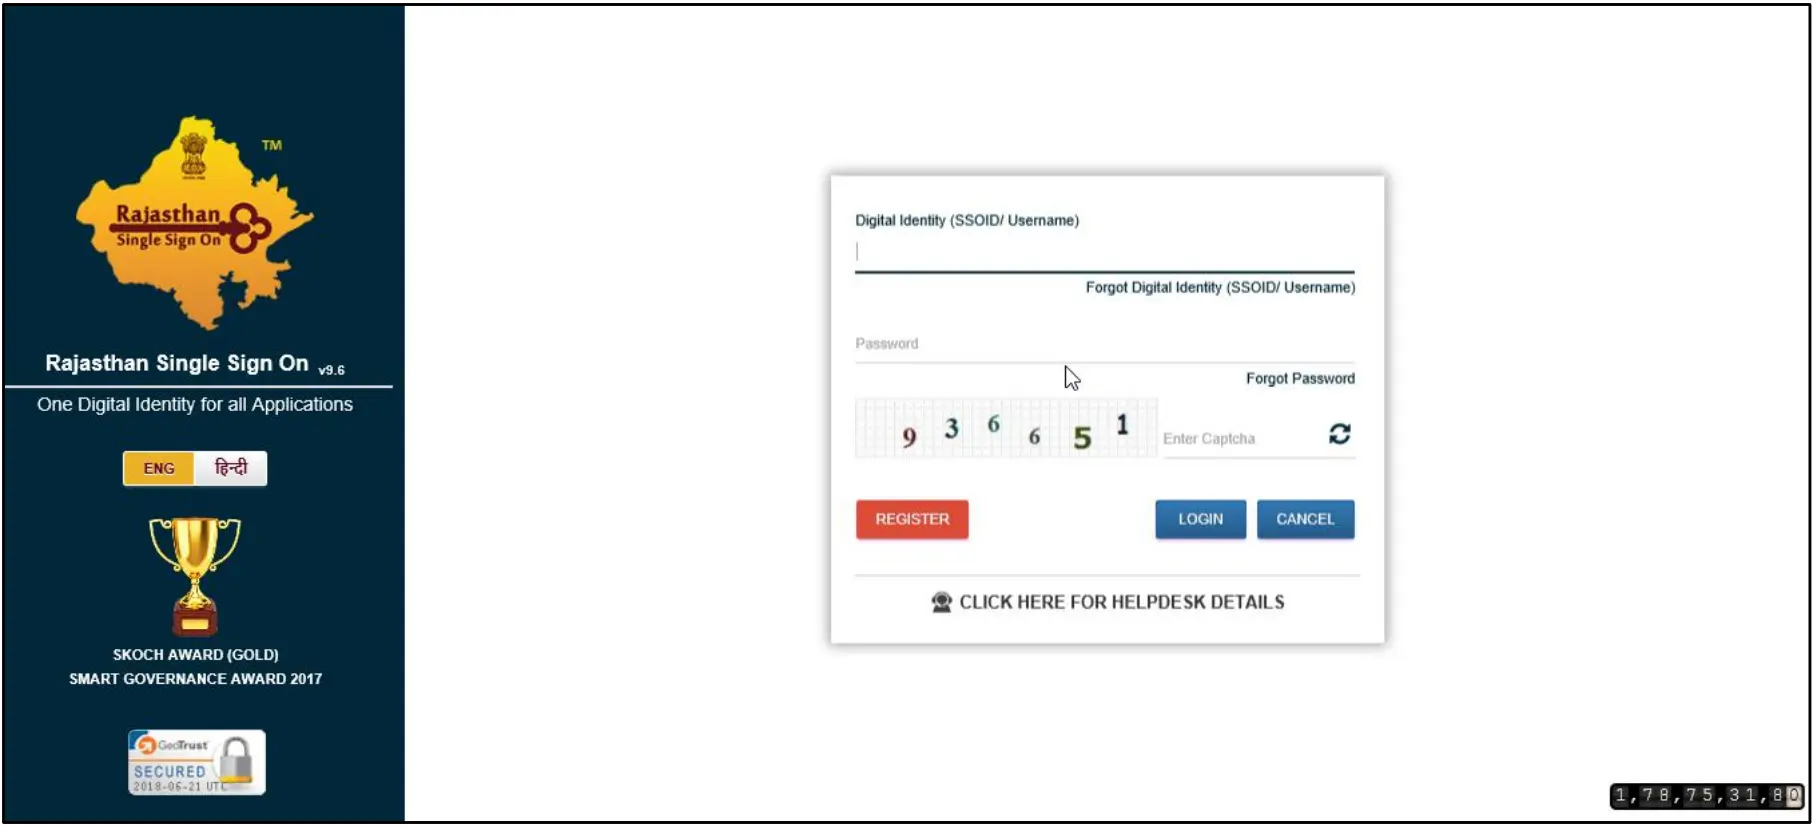 TM
Rajasthan
Single Sign On
Rajasthan Single Sign On v9.6
One Digital Identity for all Applications
ENG हिन्दी
SKOCH AWARD (GOLD)
SMART GOVERNANCE AWARD 2017
GeoTrust
SECURED
2018-06-21 UTC
Digital Identity (SSOID/ Username)
Forgot Digital Identity (SSOID/ Username)
Password
Forgot Password
9 3 6 6 5 1
Enter Captcha
REGISTER LOGIN CANCEL
CLICK HERE FOR HELPDESK DETAILS
1,78,75,31,80